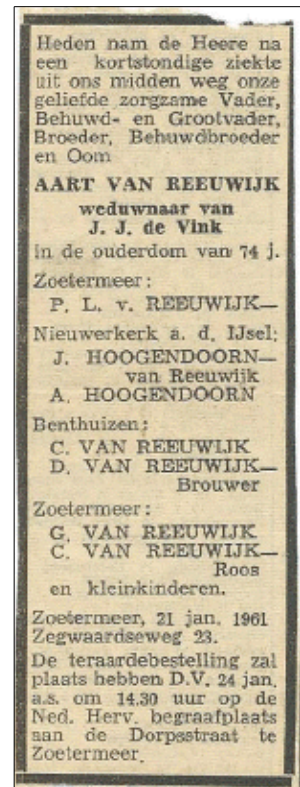 Heden nam de Heere na
een kortstondige ziekte
uit ons midden weg onze
geliefde zorgzame Vader,
Behuwd- en Grootvader,
Broeder, Behuwdbroeder
en Oom
AART VAN REEUWIJK
weduwnaar van
J. J. de Vink
in de ouderdom van 74 j.
Zoetermeer:
P. L. v. REEUWIJK—
Nieuwerkerk a. d. IJsel:
J. HOOGENDOORN—
van Reeuwijk
A. HOOGENDOORN
Benthuizen:
C. VAN REEUWIJK
D. VAN REEUWIJK—
Brouwer
Zoetermeer:
G. VAN REEUWIJK
C. VAN REEUWIJK—
Roos
en kleinkinderen.
Zoetermeer, 21 jan. 1961
Zegwaardseweg 23.
De teraardebestelling zal
plaats hebben D.V. 24 jan.
a.s. om 14.30 uur op de
Ned. Herv. begraafplaats
aan de Dorpsstraat te
Zoetermeer.